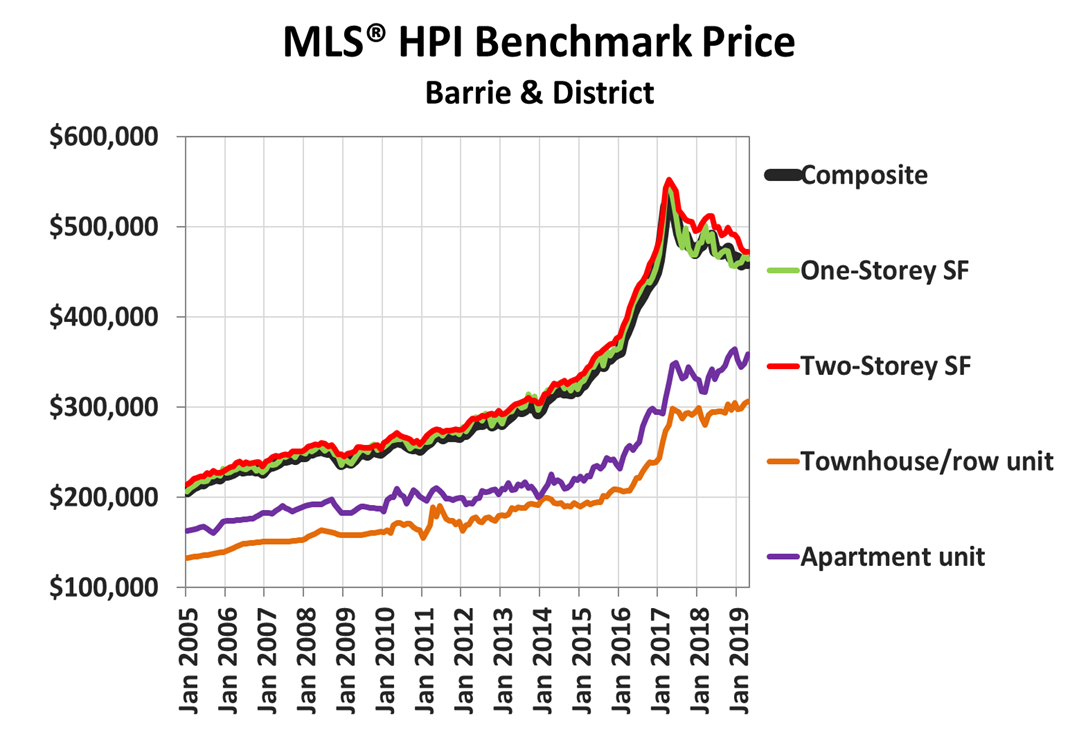 MLS® HPI Benchmark Price
Barrie & District
$600,000
$500,000
$400,000
$300,000
$200,000
$100,000
Jan 2005
Jan 2006
Jan 2007
Jan 2008
Jan 2009
Jan 2010
Jan 2011
Jan 2012
Jan 2013
Jan 2014
Jan 2015
Jan 2016
Jan 2017
Jan 2018
Jan 2019
Composite
One-Storey SF
Two-Storey SF
Townhouse/row unit
Apartment unit